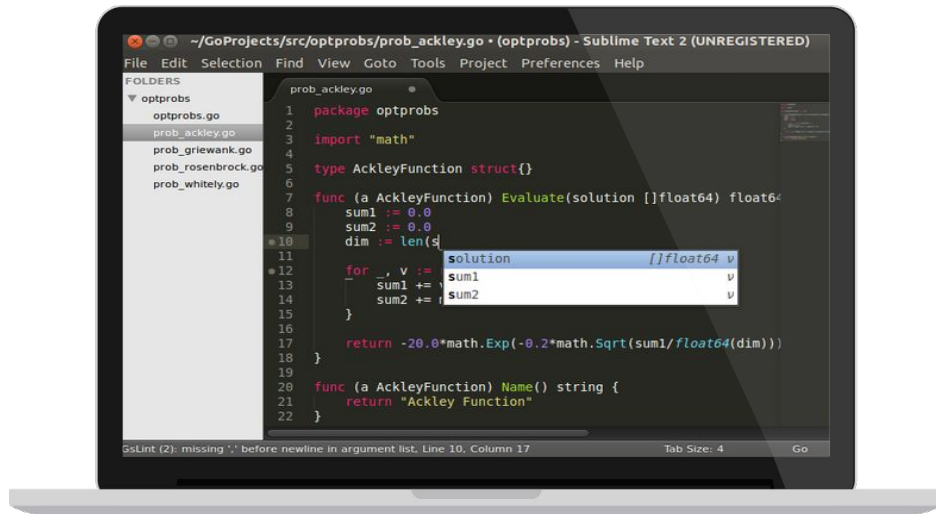 ~/GoProjects/src/optprobs/prob_ackley.go • (optprobs) - Sublime Text 2 (UNREGISTERED)
File Edit Selection Find View Goto Tools Project Preferences Help
FOLDERS
optprobs
optprobs.go
prob_ackley.go
prob_griewank.go
prob_rosenbrock.go
prob_whitely.go
prob_ackley.go
1 package optprobs
2
3 import "math"
4
5 type AckleyFunction struct{}
6
7 func (a AckleyFunction) Evaluate(solution []float64) float64
8 sum1 := 0.0
9 sum2 := 0.0
10 dim := len(s
11
12 for _, v :=
13 sum1 +=
14 sum2 +=
15 }
16
17 return -20.0*math.Exp(-0.2*math.Sqrt(sum1/float64(dim)))
18 }
19
20 func (a AckleyFunction) Name() string {
21 return "Ackley Function"
22 }
solution []float64 ν
sum1 ν
sum2 ν
GsLint (2): missing ',' before newline in argument list, Line 10, Column 17
Tab Size: 4
Go